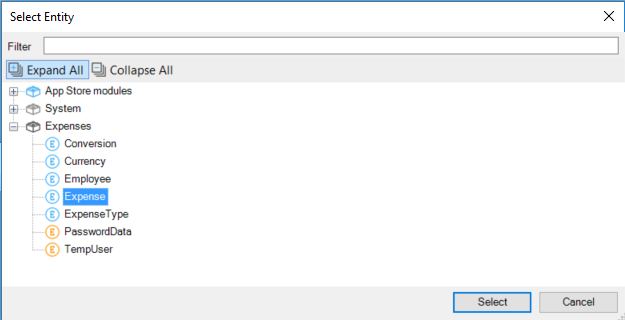 Select Entity
Filter
Expand All Collapse All
App Store modules
System
Expenses
E Conversion
E Currency
E Employee
E Expense
E ExpenseType
E PasswordData
E TempUser
Select Cancel